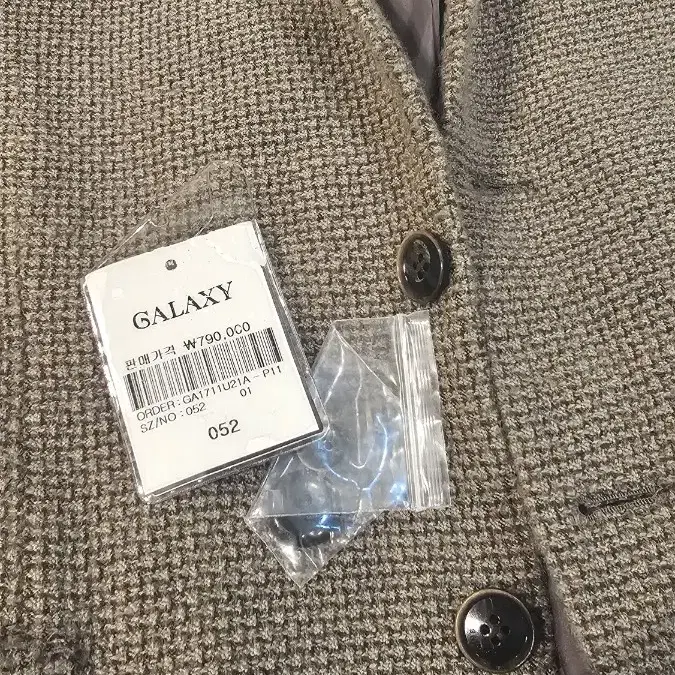 GALAXY
판매가격 ₩790,000
ORDER : GA1711U21A - P11
SZ/NO : 052 01
052